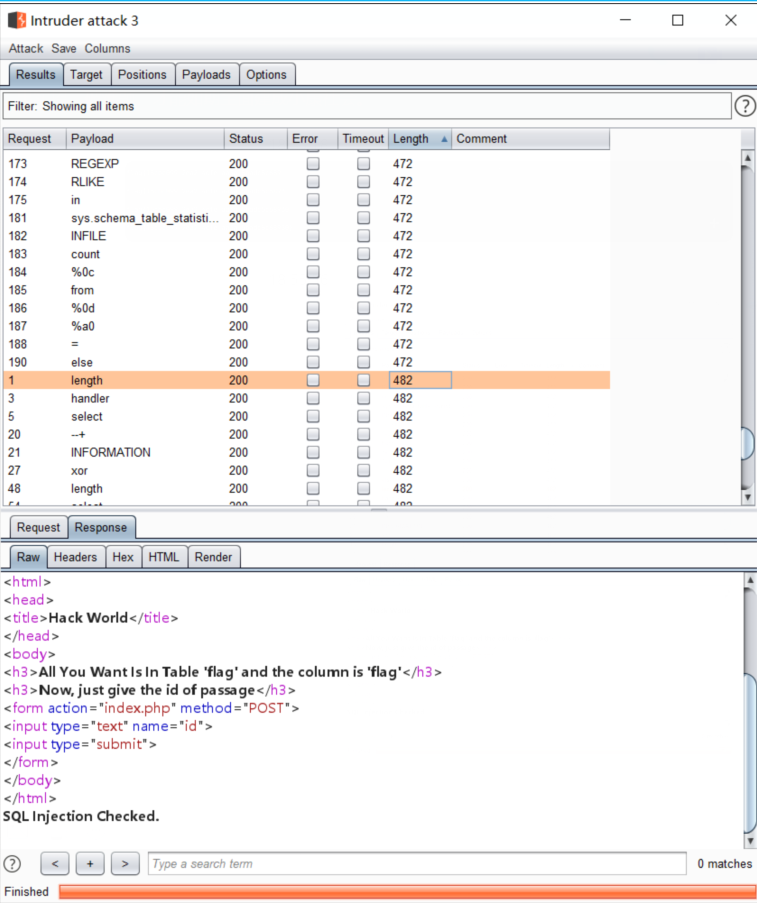 Intruder attack 3
Attack Save Columns
Results Target Positions Payloads Options
Filter: Showing all items
?
Request Payload Status Error Timeout Length Comment
173 REGEXP 200 472
174 RLIKE 200 472
175 in 200 472
181 sys.schema_table_statisti... 200 472
182 INFILE 200 472
183 count 200 472
184 %0c 200 472
185 from 200 472
186 %0d 200 472
187 %a0 200 472
188 = 200 472
190 else 200 472
1 length 200 482
3 handler 200 482
5 select 200 482
20 --+ 200 482
21 INFORMATION 200 482
27 xor 200 482
48 length 200 482
Request Response
Raw Headers Hex HTML Render
<html>
<head>
<title>Hack World</title>
</head>
<body>
<h3>All You Want Is In Table 'flag' and the column is 'flag'</h3>
<h3>Now, just give the id of passage</h3>
<form action="index.php" method="POST">
<input type="text" name="id">
<input type="submit">
</form>
</body>
</html>
SQL Injection Checked.
? < + > Type a search term 0 matches
Finished